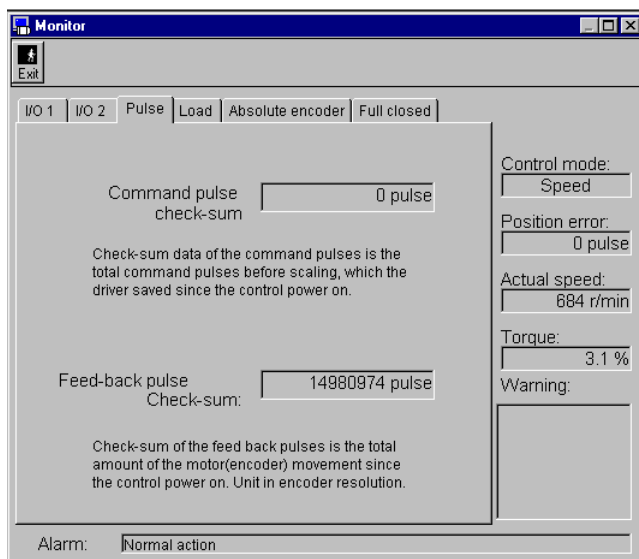 Monitor
Exit
I/O 1 I/O 2 Pulse Load Absolute encoder Full closed
Command pulse
check-sum
0 pulse
Check-sum data of the command pulses is the
total command pulses before scaling, which the
driver saved since the control power on.
Feed-back pulse
Check-sum:
14980974 pulse
Check-sum of the feed back pulses is the total
amount of the motor(encoder) movement since
the control power on. Unit in encoder resolution.
Control mode:
Speed
Position error:
0 pulse
Actual speed:
684 r/min
Torque:
3.1 %
Warning:
Alarm: Normal action